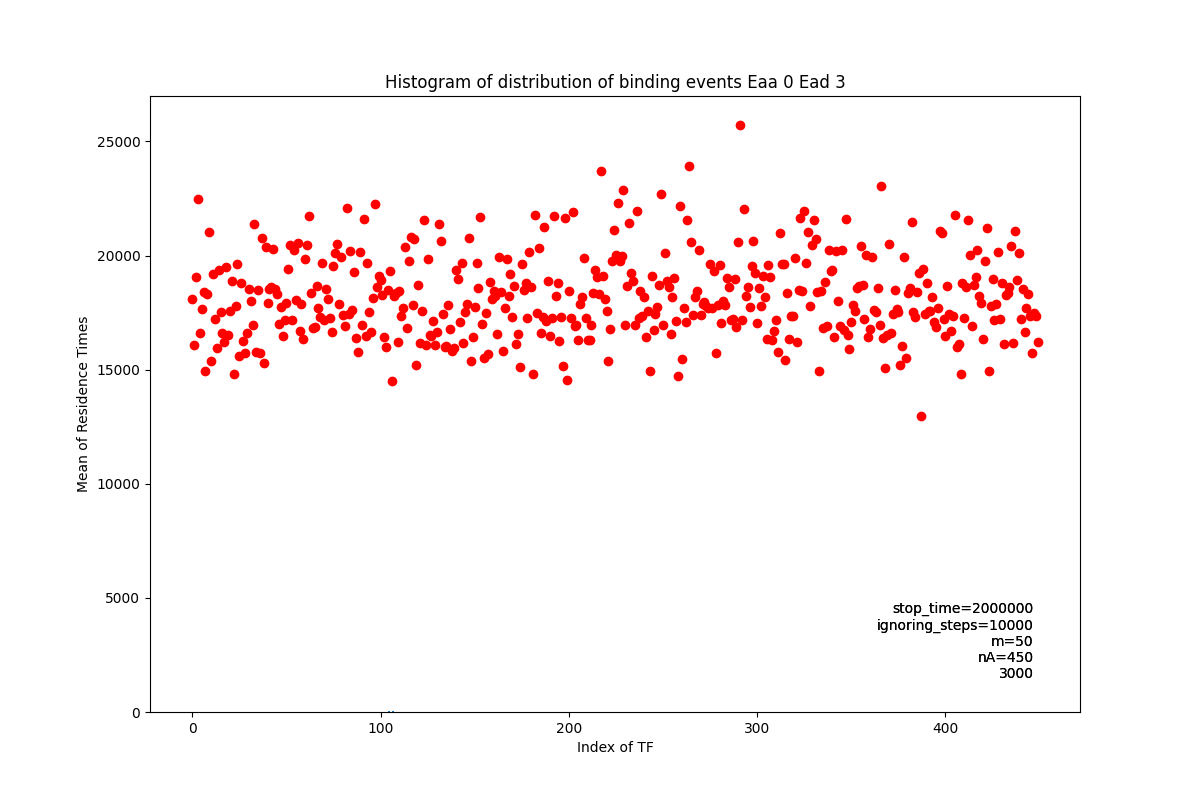 Histogram of distribution of binding events Eaa 0 Ead 3
25000
20000
15000
10000
5000
0
Mean of Residence Times
stop_time=2000000
ignoring_steps=10000
m=50
nA=450
3000
0 100 200 300 400
Index of TF